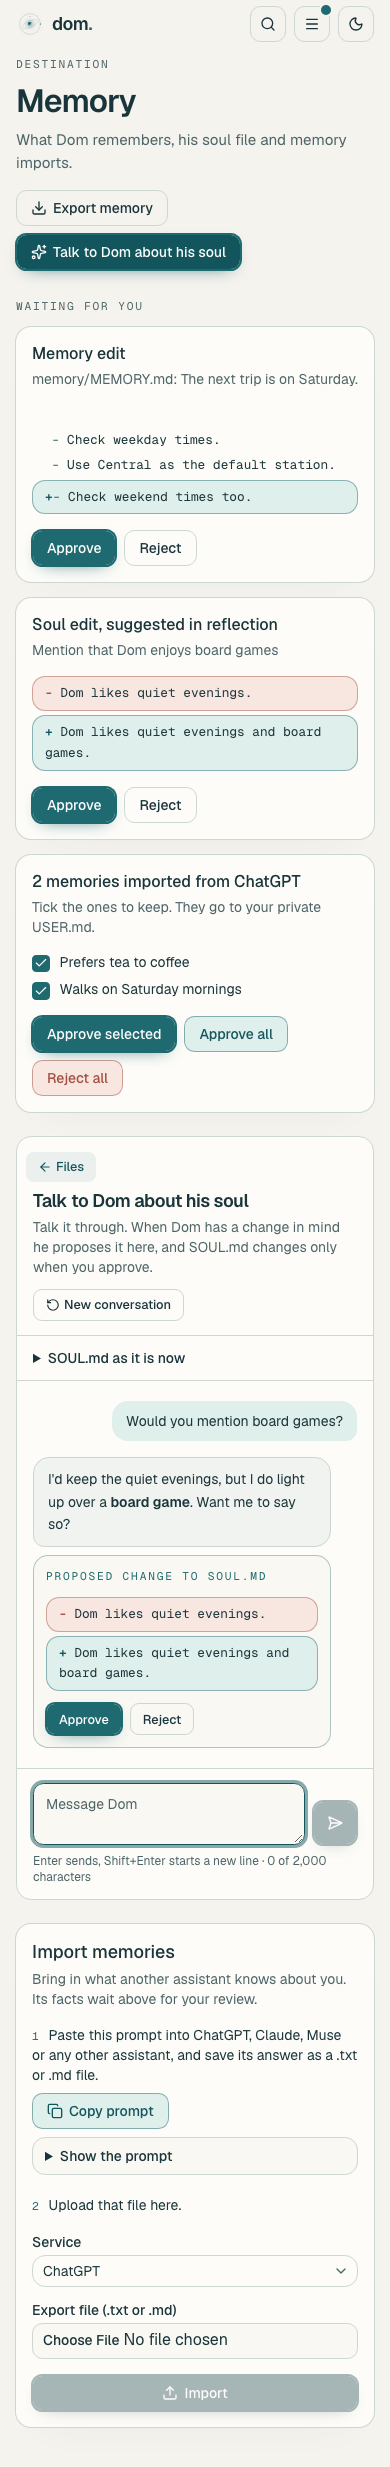 dom.
DESTINATION
Memory
What Dom remembers, his soul file and memory
imports.
Export memory
Talk to Dom about his soul
WAITING FOR YOU
Memory edit
memory/MEMORY.md: The next trip is on Saturday.
- Check weekday times.
- Use Central as the default station.
+- Check weekend times too.
Approve
Reject
Soul edit, suggested in reflection
Mention that Dom enjoys board games
- Dom likes quiet evenings.
+ Dom likes quiet evenings and board
games.
Approve
Reject
2 memories imported from ChatGPT
Tick the ones to keep. They go to your private
USER.md.
Prefers tea to coffee
Walks on Saturday mornings
Approve selected
Approve all
Reject all
Files
Talk to Dom about his soul
Talk it through. When Dom has a change in mind
he proposes it here, and SOUL.md changes only
when you approve.
New conversation
SOUL.md as it is now
Would you mention board games?
I'd keep the quiet evenings, but I do light
up over a board game. Want me to say
so?
PROPOSED CHANGE TO SOUL.MD
- Dom likes quiet evenings.
+ Dom likes quiet evenings and
board games.
Approve
Reject
Message Dom
Enter sends, Shift+Enter starts a new line · 0 of 2,000
characters
Import memories
Bring in what another assistant knows about you.
Its facts wait above for your review.
1 Paste this prompt into ChatGPT, Claude, Muse
or any other assistant, and save its answer as a .txt
or .md file.
Copy prompt
Show the prompt
2 Upload that file here.
Service
ChatGPT
Export file (.txt or .md)
Choose File No file chosen
Import